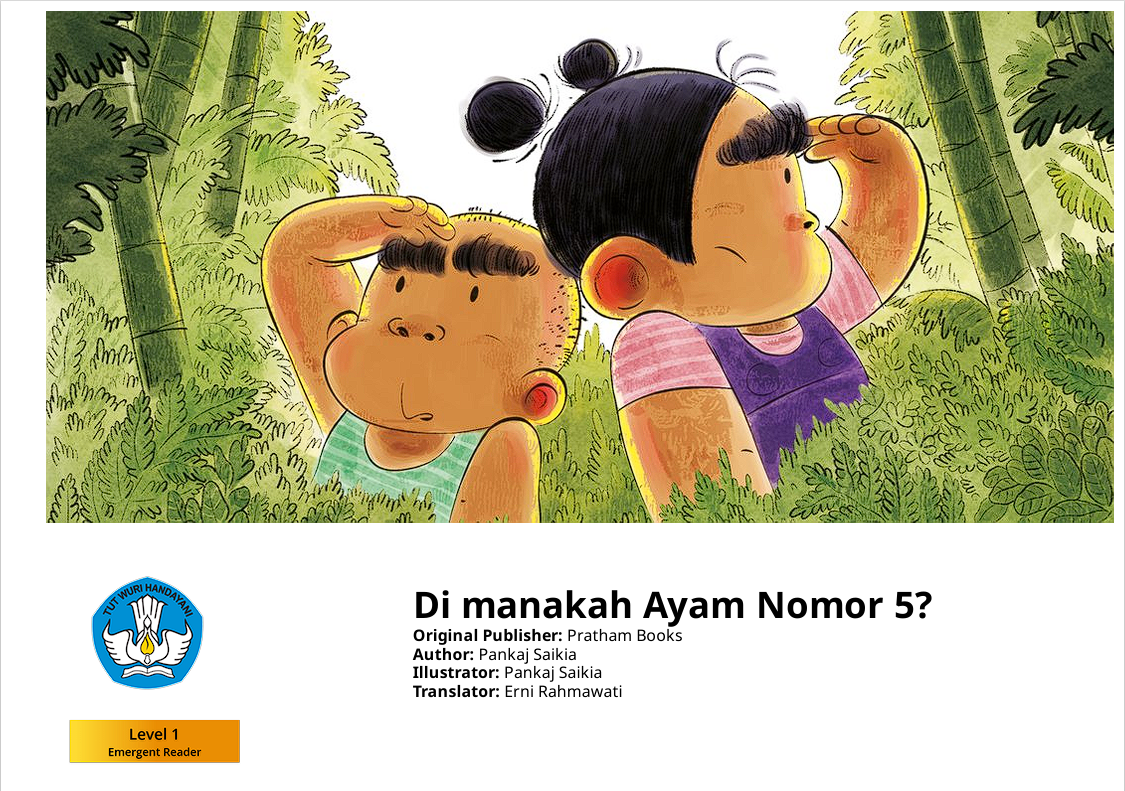 TUT WURI HANDAYANI
Di manakah Ayam Nomor 5?
Original Publisher: Pratham Books
Author: Pankaj Saikia
Illustrator: Pankaj Saikia
Translator: Erni Rahmawati
Level 1
Emergent Reader